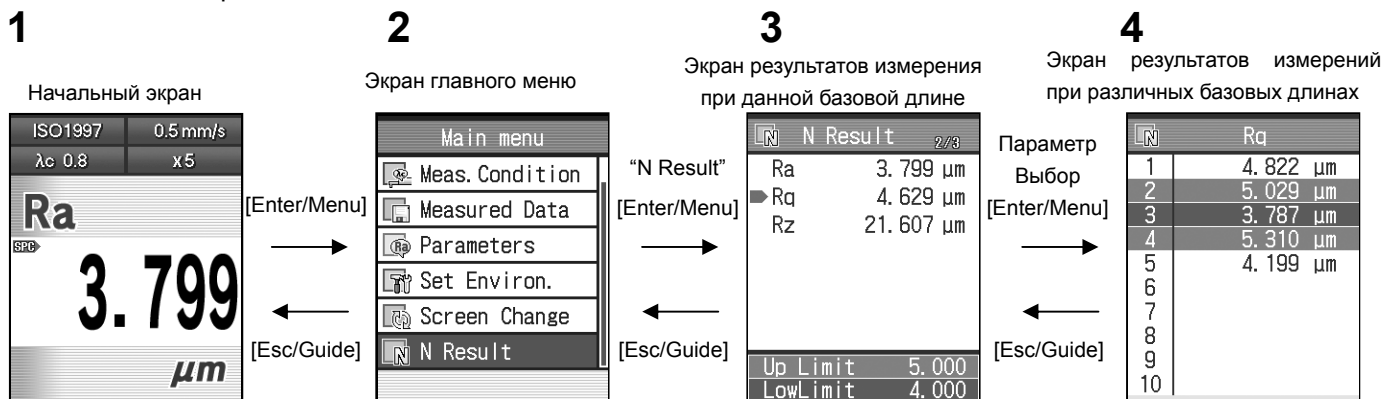 1
Начальный экран
ISO1997 0.5 mm/s
λc 0.8 x5
Ra
SPC
3.799
µm
[Enter/Menu]
[Esc/Guide]
2
Экран главного меню
Main menu
Meas.Condition
Measured Data
Parameters
Set Environ.
Screen Change
N Result
“N Result”
[Enter/Menu]
[Esc/Guide]
3
Экран результатов измерения
при данной базовой длине
N N Result 2/3
Ra 3.799 µm
Rq 4.629 µm
Rz 21.607 µm
Up Limit 5.000
LowLimit 4.000
Параметр
Выбор
[Enter/Menu]
[Esc/Guide]
4
Экран результатов измерений
при различных базовых длинах
N Rq
1 4.822 µm
2 5.029 µm
3 3.787 µm
4 5.310 µm
5 4.199 µm
6
7
8
9
10